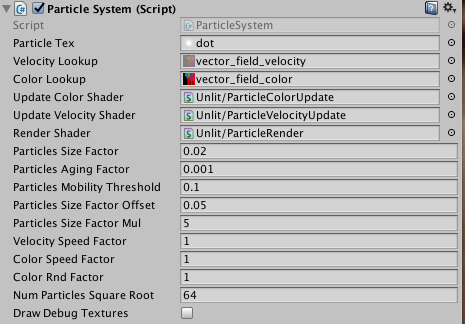 Particle System (Script)
Script ParticleSystem
Particle Tex dot
Velocity Lookup vector_field_velocity
Color Lookup vector_field_color
Update Color Shader Unlit/ParticleColorUpdate
Update Velocity Shader Unlit/ParticleVelocityUpdate
Render Shader Unlit/ParticleRender
Particles Size Factor 0.02
Particles Aging Factor 0.001
Particles Mobility Threshold 0.1
Particles Size Factor Offset 0.05
Particles Size Factor Mul 5
Velocity Speed Factor 1
Color Speed Factor 1
Color Rnd Factor 1
Num Particles Square Root 64
Draw Debug Textures